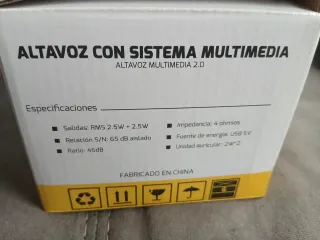 ALTAVOZ CON SISTEMA MULTIMEDIA
ALTAVOZ MULTIMEDIA 2.0
Especificaciones
Salidas: RMS 2.5W + 2.5W
Relación S/N: 65 dB aislado
Ratio: 45dB
Impedancia: 4 ohmios
Fuente de energía: USB 5V
Unidad auricular: 2W*2
FABRICADO EN CHINA